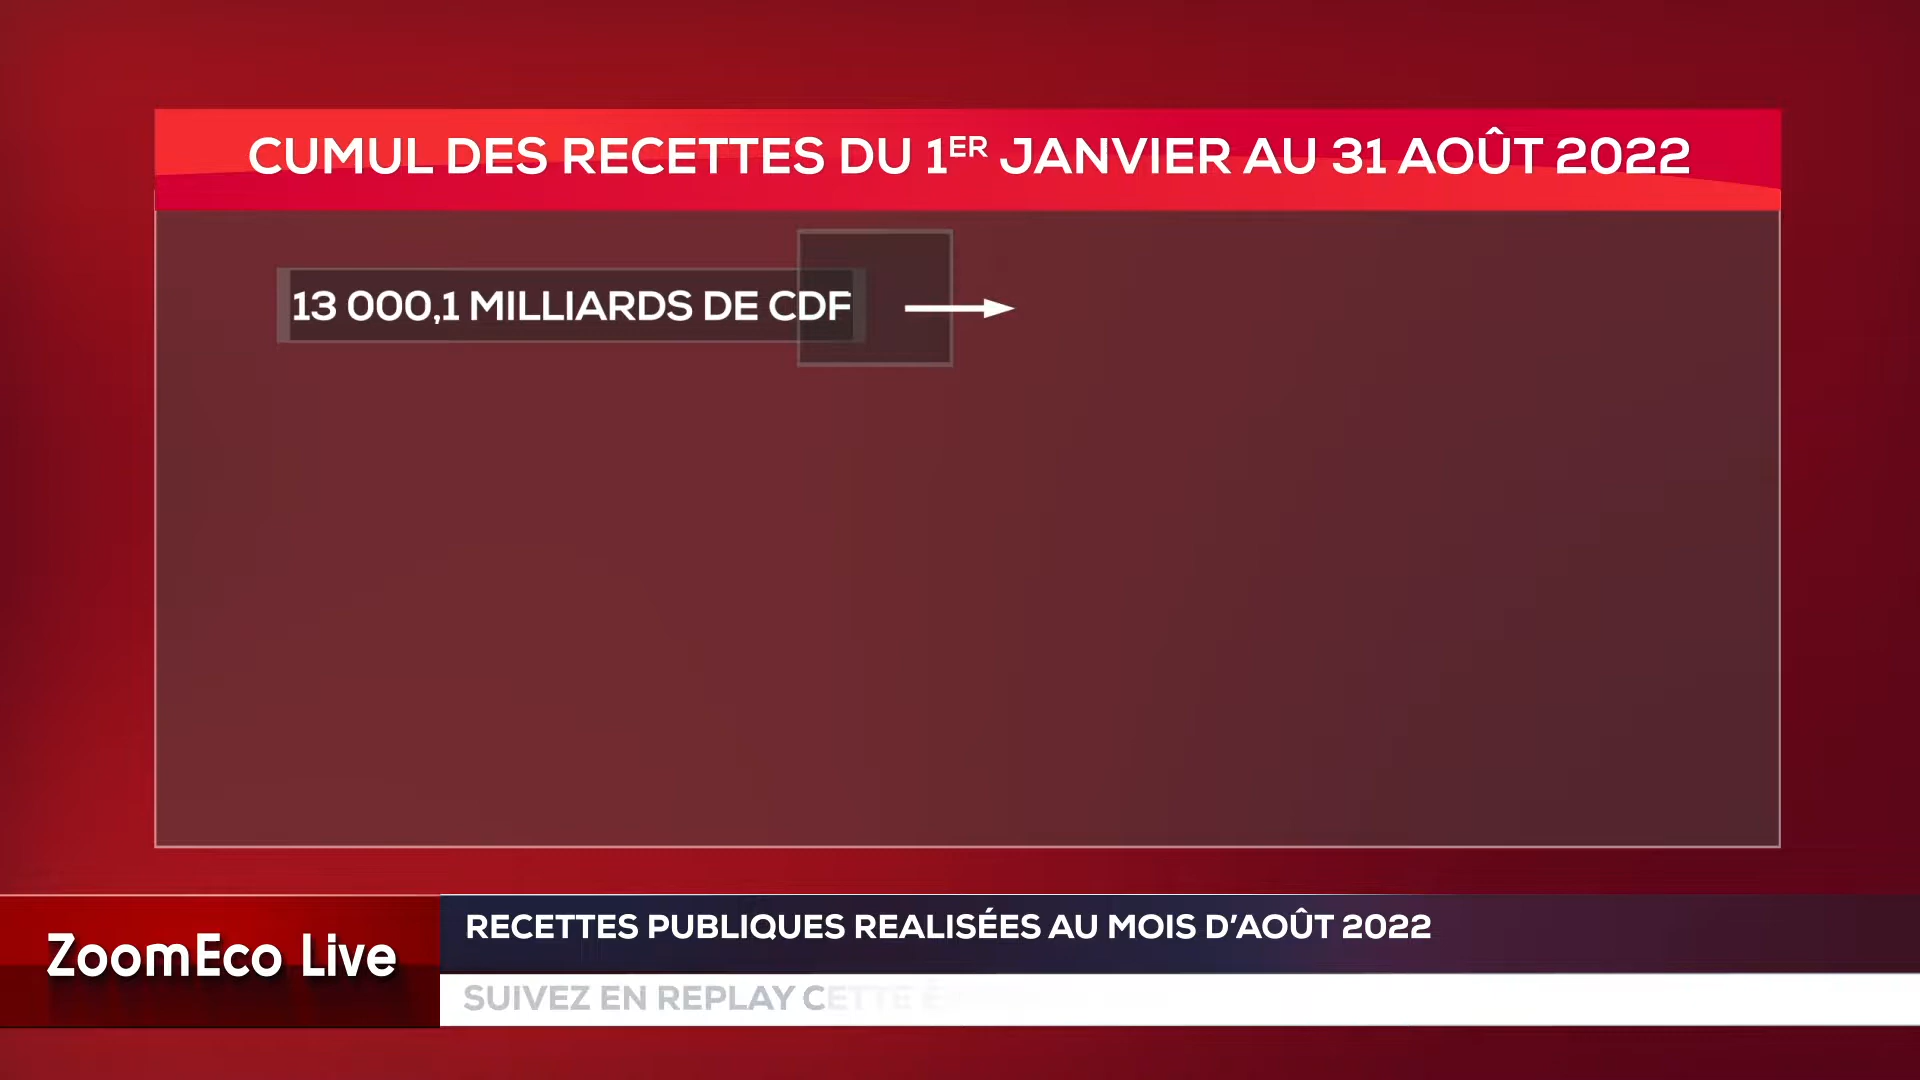 CUMUL DES RECETTES DU 1ER JANVIER AU 31 AOÛT 2022
13 000,1 MILLIARDS DE CDF
RECETTES PUBLIQUES REALISÉES AU MOIS D'AOÛT 2022
ZoomEco Live
SUIVEZ EN REPLAY CETTE